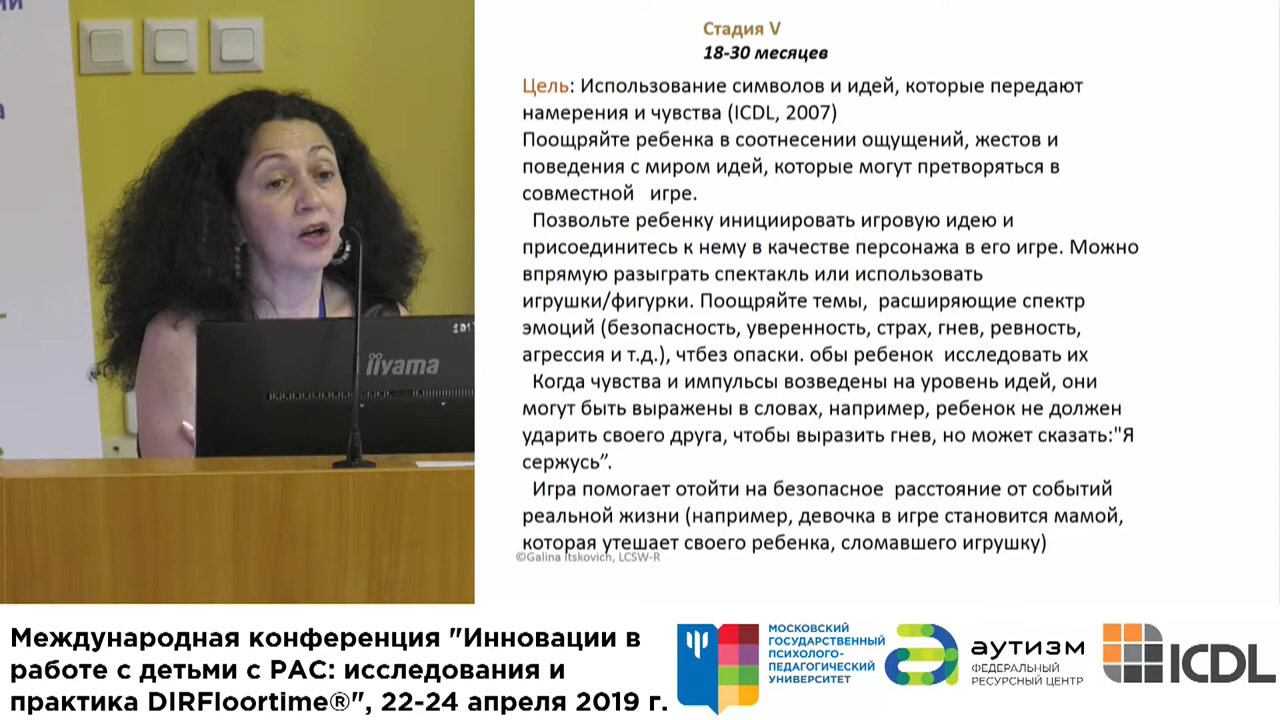 Стадия V
18-30 месяцев
Цель: Использование символов и идей, которые передают
намерения и чувства (ICDL, 2007)
Поощряйте ребенка в соотнесении ощущений, жестов и
поведения с миром идей, которые могут претворяться в
совместной игре.
Позвольте ребенку инициировать игровую идею и
присоединитесь к нему в качестве персонажа в его игре. Можно
впрямую разыграть спектакль или использовать
игрушки/фигурки. Поощряйте темы, расширяющие спектр
эмоций (безопасность, уверенность, страх, гнев, ревность,
агрессия и т.д.), чтбез опаски. обы ребенок исследовать их
Когда чувства и импульсы возведены на уровень идей, они
могут быть выражены в словах, например, ребенок не должен
ударить своего друга, чтобы выразить гнев, но может сказать:"Я
сержусь”.
Игра помогает отойти на безопасное расстояние от событий
реальной жизни (например, девочка в игре становится мамой,
которая утешает своего ребенка, сломавшего игрушку)
©Galina Itskovich, LCSW-R
iiyama
Международная конференция "Инновации в
работе с детьми с РАС: исследования и
практика DIRFloortime®", 22-24 апреля 2019 г.
МОСКОВСКИЙ
ГОСУДАРСТВЕННЫЙ
ПСИХОЛОГО-
ПЕДАГОГИЧЕСКИЙ
УНИВЕРСИТЕТ
аутизм
ФЕДЕРАЛЬНЫЙ
РЕСУРСНЫЙ ЦЕНТР
ICDL